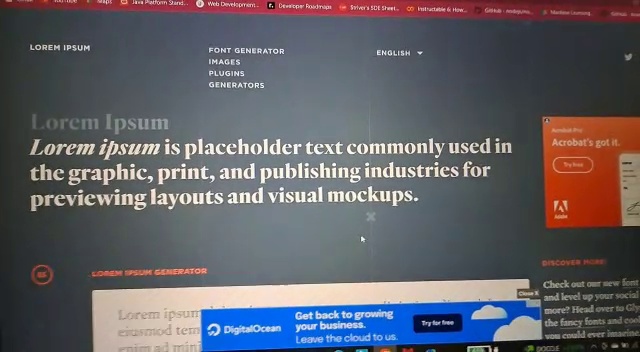 YouTube
Maps
Java Platform Stand...
Web Development...
Developer Roadmaps
Striver's SDE Sheet...
Instructable & How...
Machine Learning
LOREM IPSUM
FONT GENERATOR
IMAGES
PLUGINS
GENERATORS
ENGLISH
Lorem Ipsum
Lorem ipsum is placeholder text commonly used in
the graphic, print, and publishing industries for
previewing layouts and visual mockups.
Acrobat Pro
Acrobat's got it.
Try free
Adobe
LOREM IPSUM GENERATOR
Lorem ipsum
eiusmod tem
enim ad mini
DISCOVER MORE!
Check out our new font
and level up your social
more? Head over to Gly
the fancy fonts and
you could ever imagine
Close X
DigitalOcean
Get back to growing
your business.
Leave the cloud to us.
Try for free